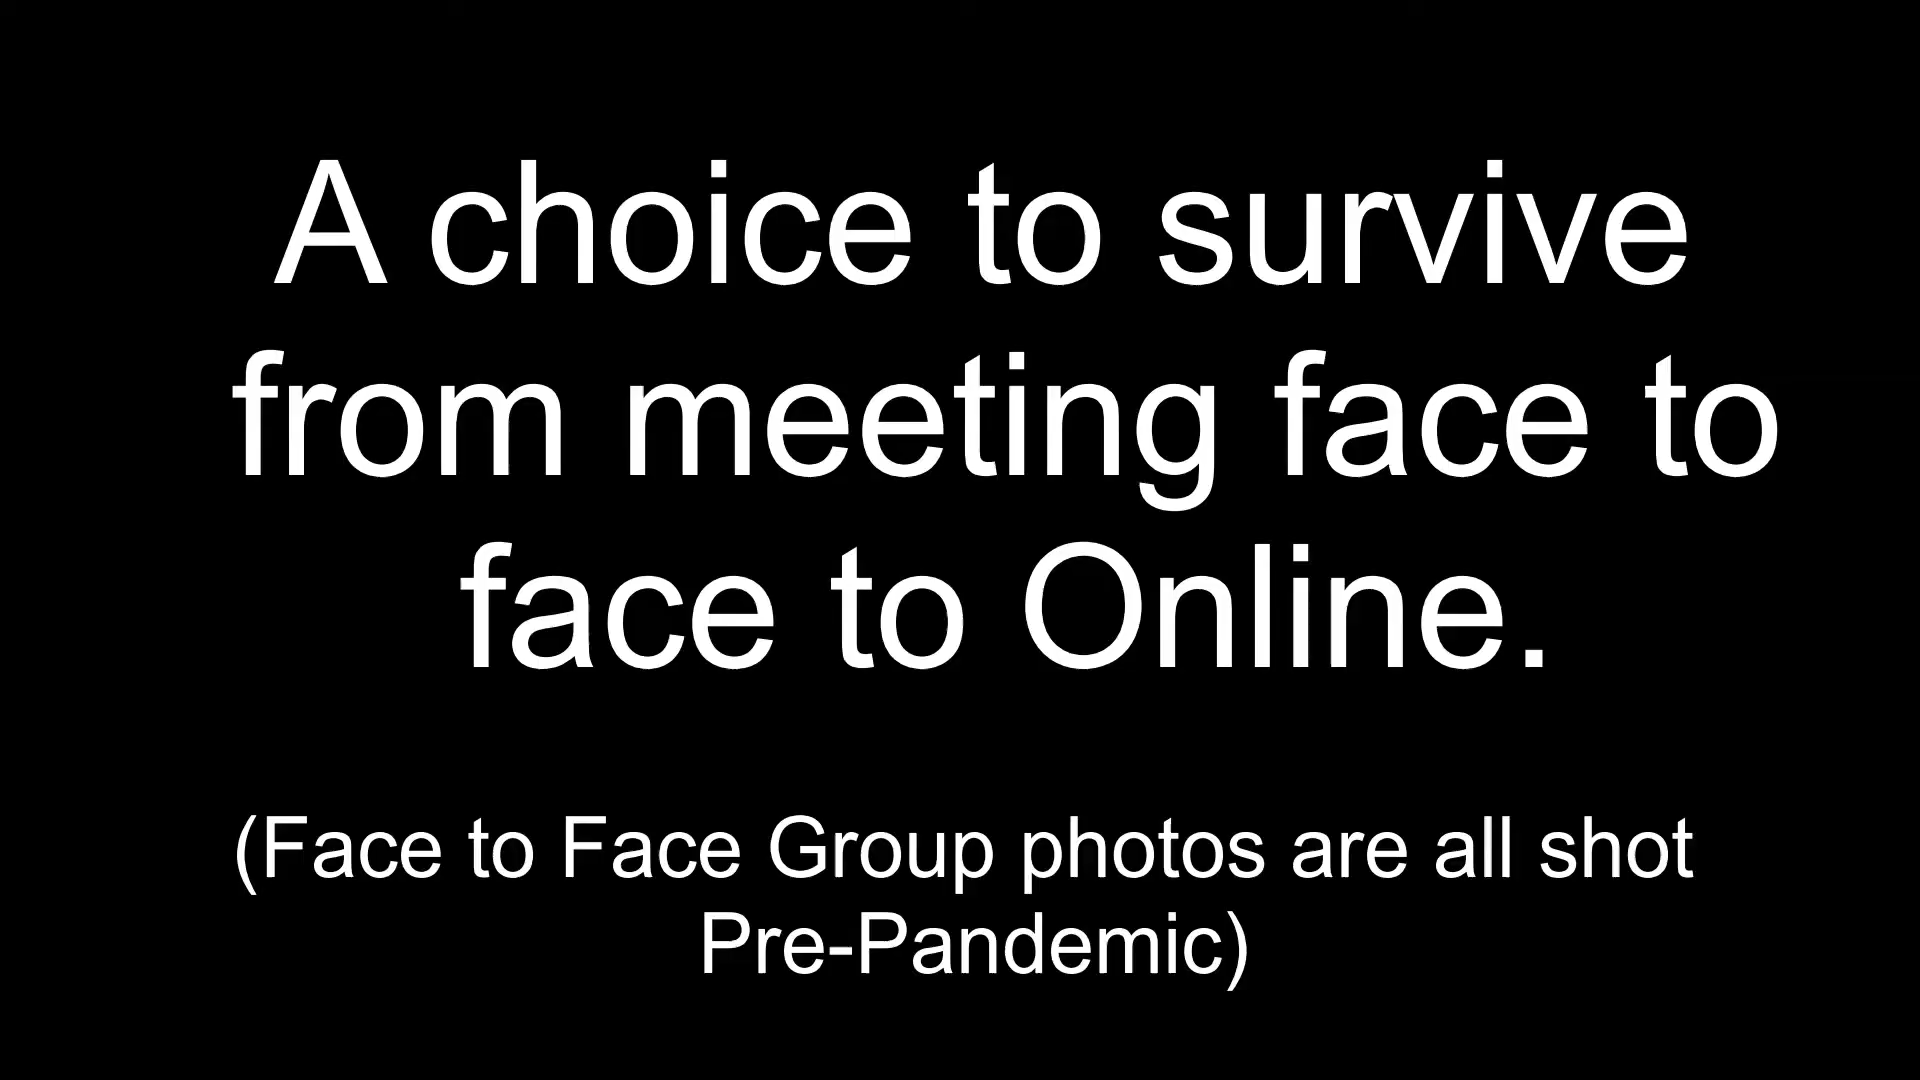 A choice to survive
from meeting face to
face to Online.
(Face to Face Group photos are all shot
Pre-Pandemic)